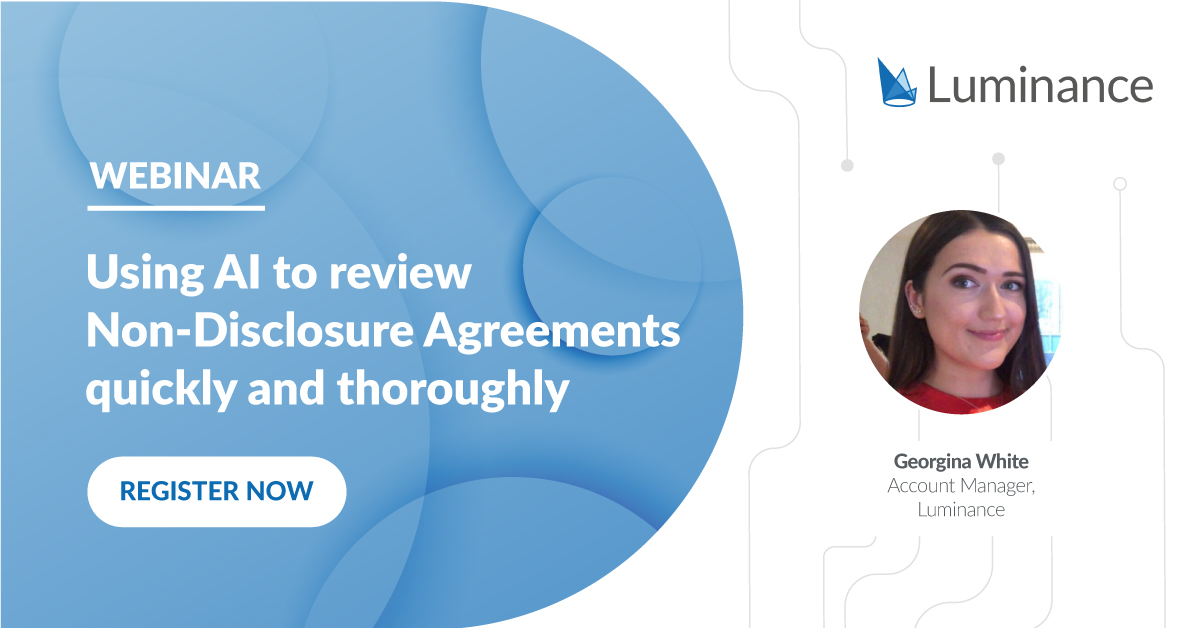 WEBINAR
Using AI to review
Non-Disclosure Agreements
quickly and thoroughly
REGISTER NOW
Luminance
Georgina White
Account Manager,
Luminance